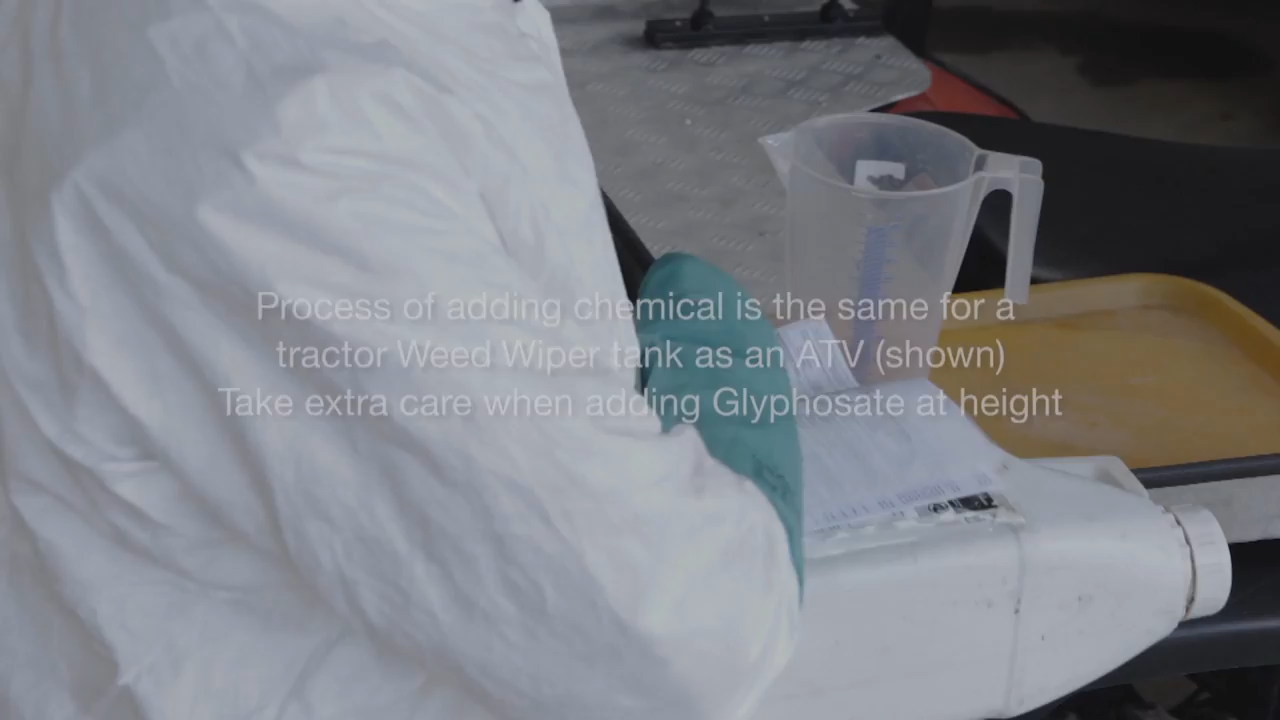 Process of adding chemical is the same for a
tractor Weed Wiper tank as an ATV (shown)
Take extra care when adding Glyphosate at height